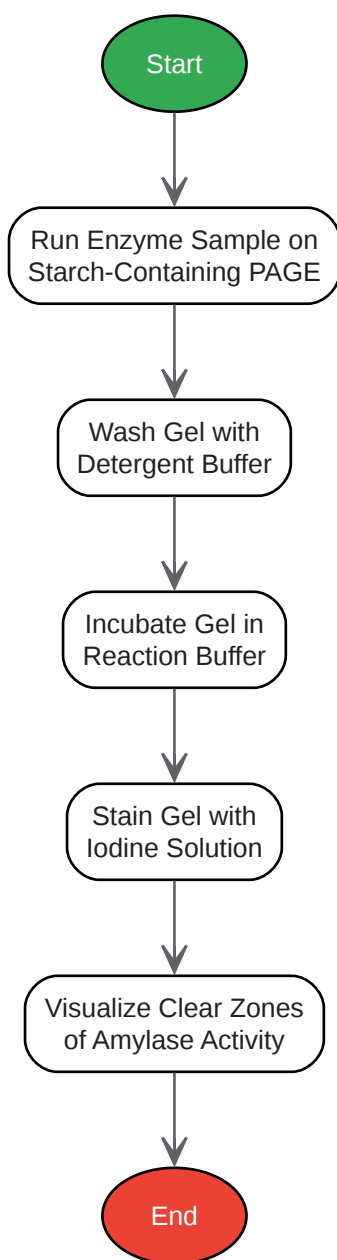 Start
Run Enzyme Sample on
Starch-Containing PAGE
Wash Gel with
Detergent Buffer
Incubate Gel in
Reaction Buffer
Stain Gel with
Iodine Solution
Visualize Clear Zones
of Amylase Activity
End